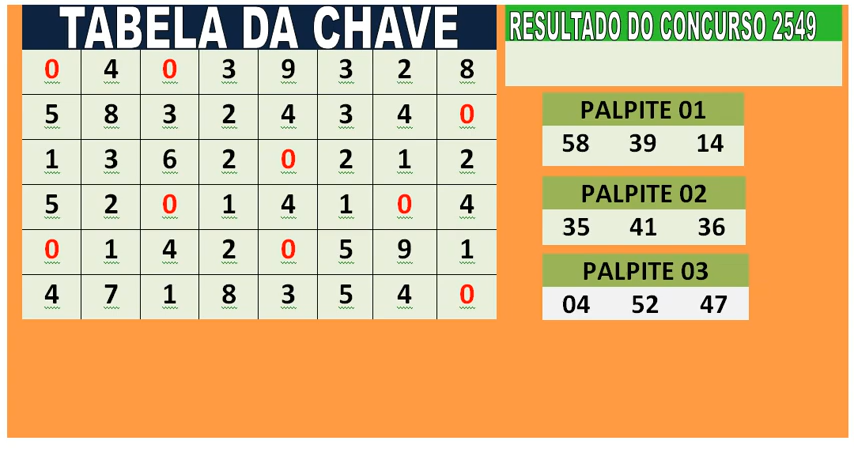 TABELA DA CHAVE
0 4 0 3 9 3 2 8
5 8 3 2 4 3 4 0
1 3 6 2 0 2 1 2
5 2 0 1 4 1 0 4
0 1 4 2 0 5 9 1
4 7 1 8 3 5 4 0
RESULTADO DO CONCURSO 2549
PALPITE 01
58 39 14
PALPITE 02
35 41 36
PALPITE 03
04 52 47